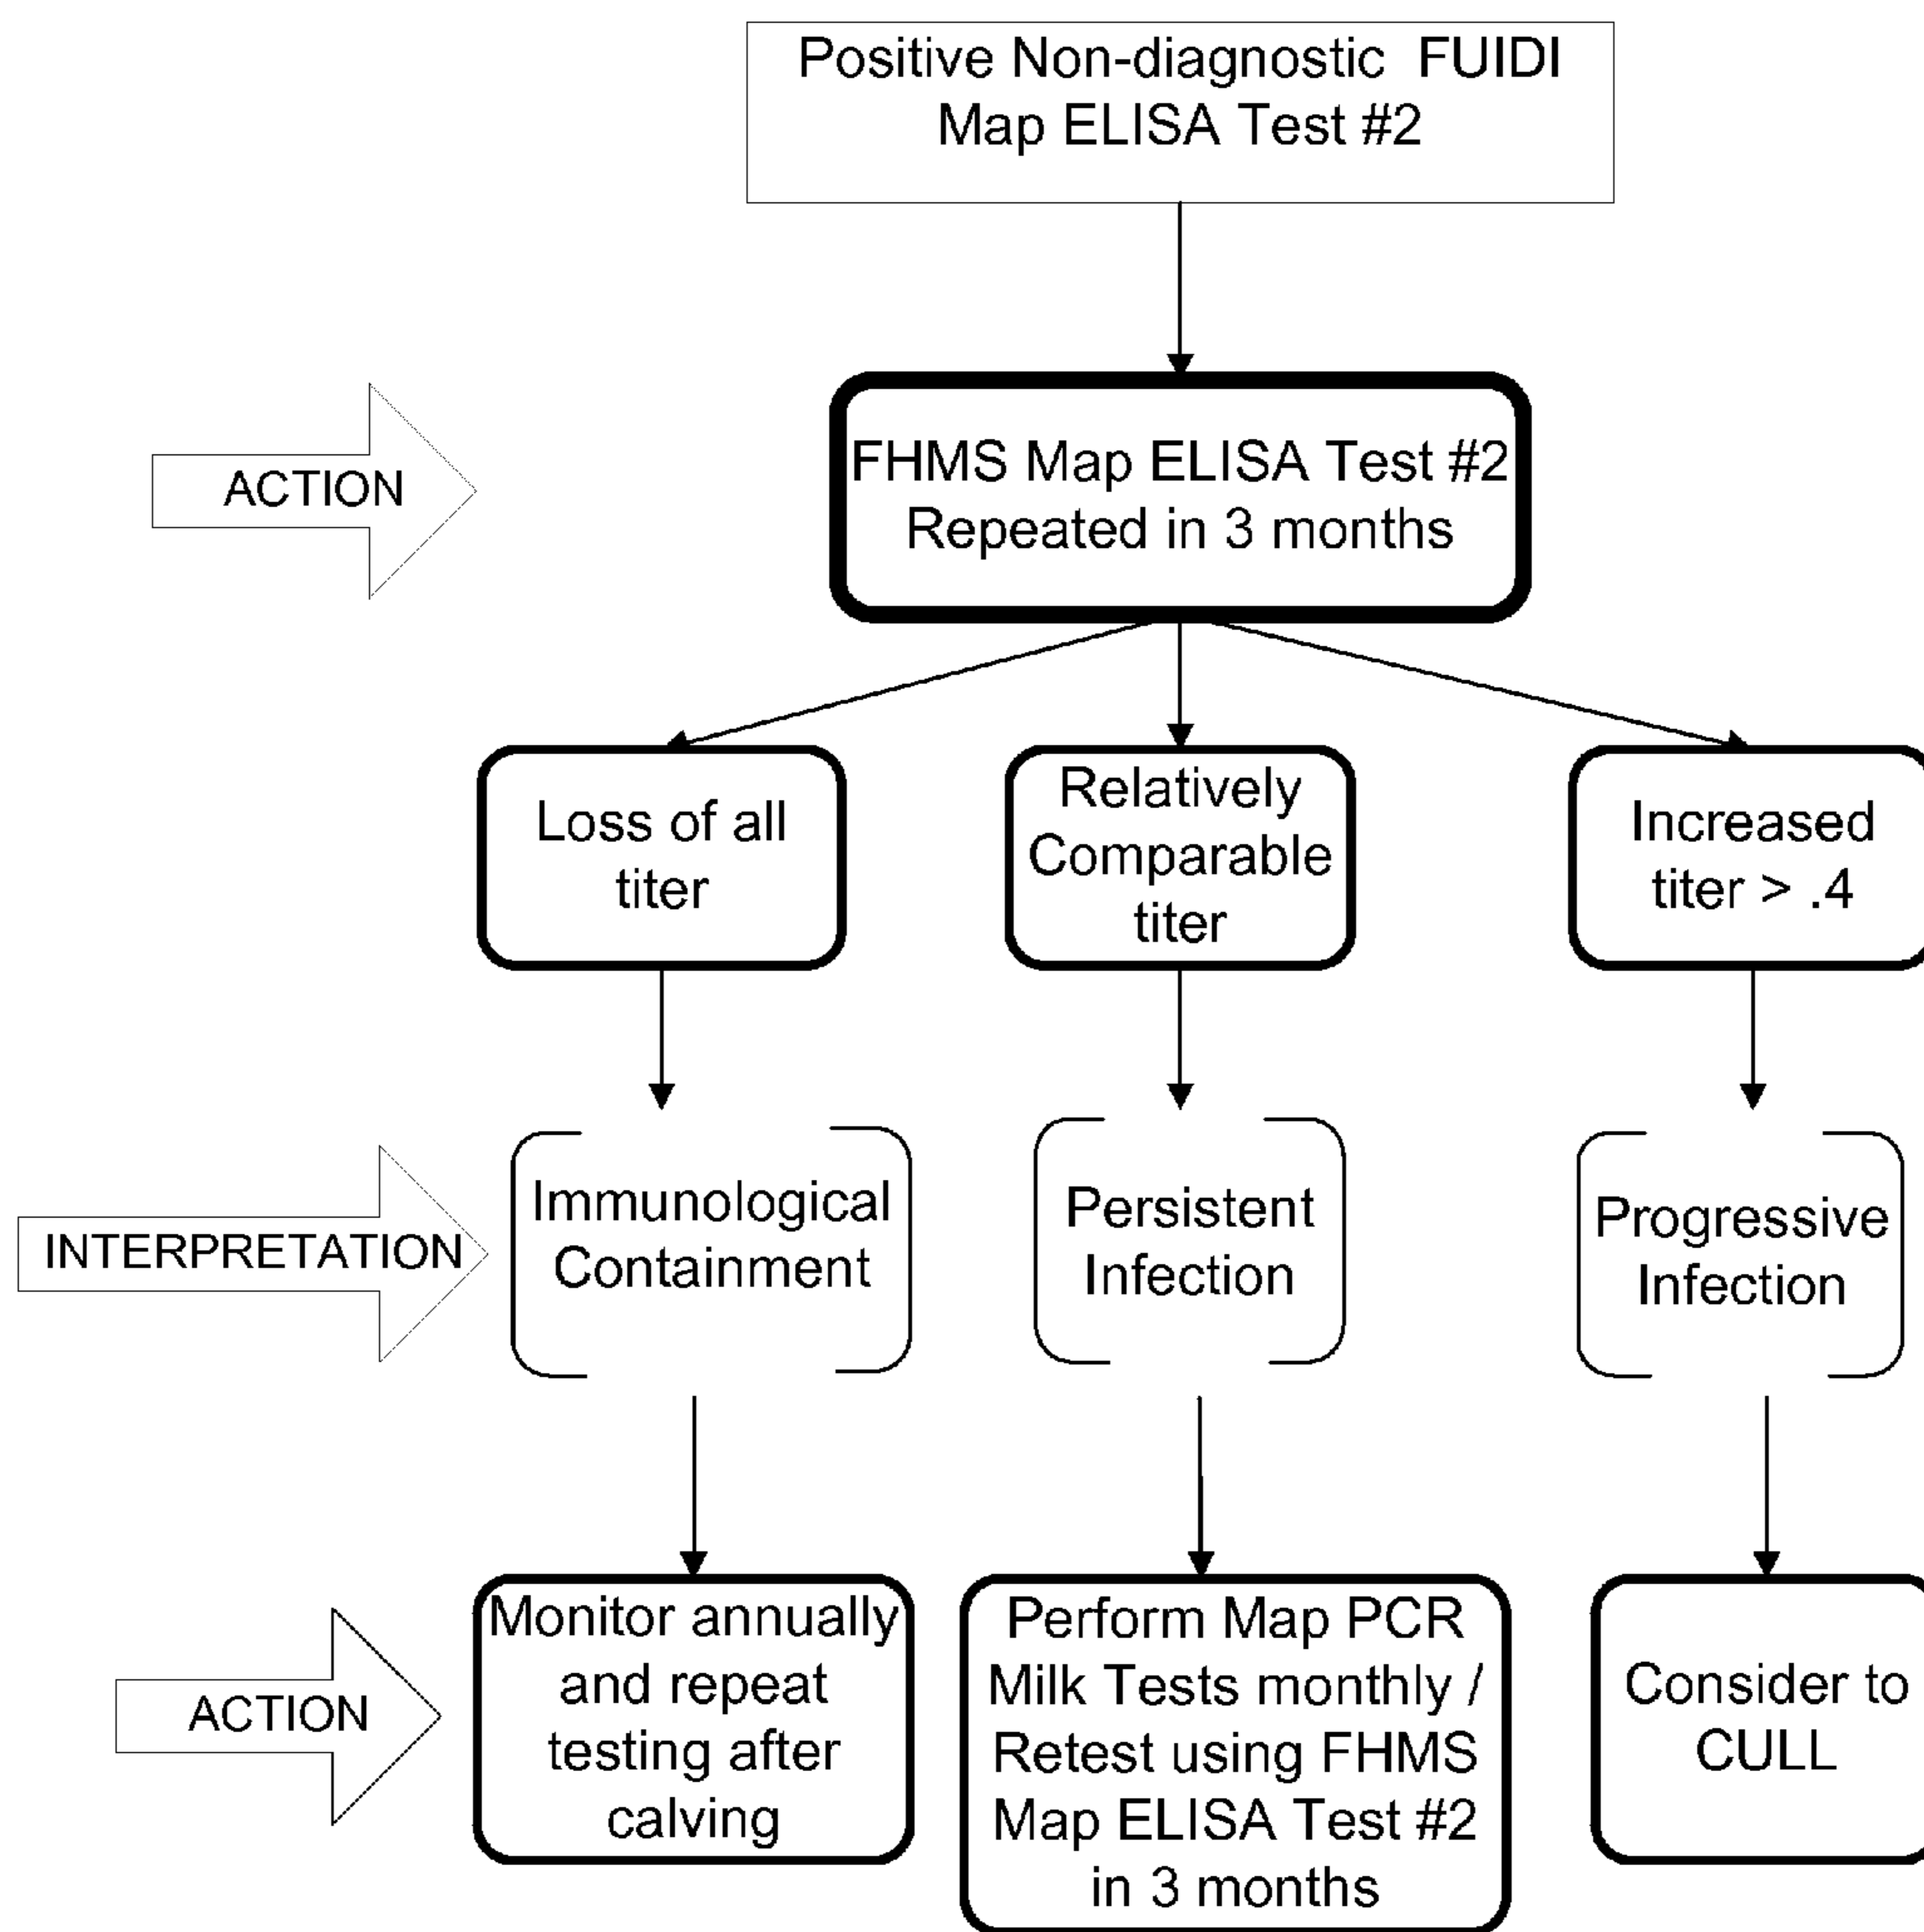 Positive Non-diagnostic FUIDI
Map ELISA Test #2
ACTION
FHMS Map ELISA Test #2
Repeated in 3 months
Loss of all
titer
Relatively
Comparable
titer
Increased
titer > .4
INTERPRETATION
Immunological
Containment
Persistent
Infection
Progressive
Infection
ACTION
Monitor annually
and repeat
testing after
calving
Perform Map PCR
Milk Tests monthly /
Retest using FHMS
Map ELISA Test #2
in 3 months
Consider to
CULL